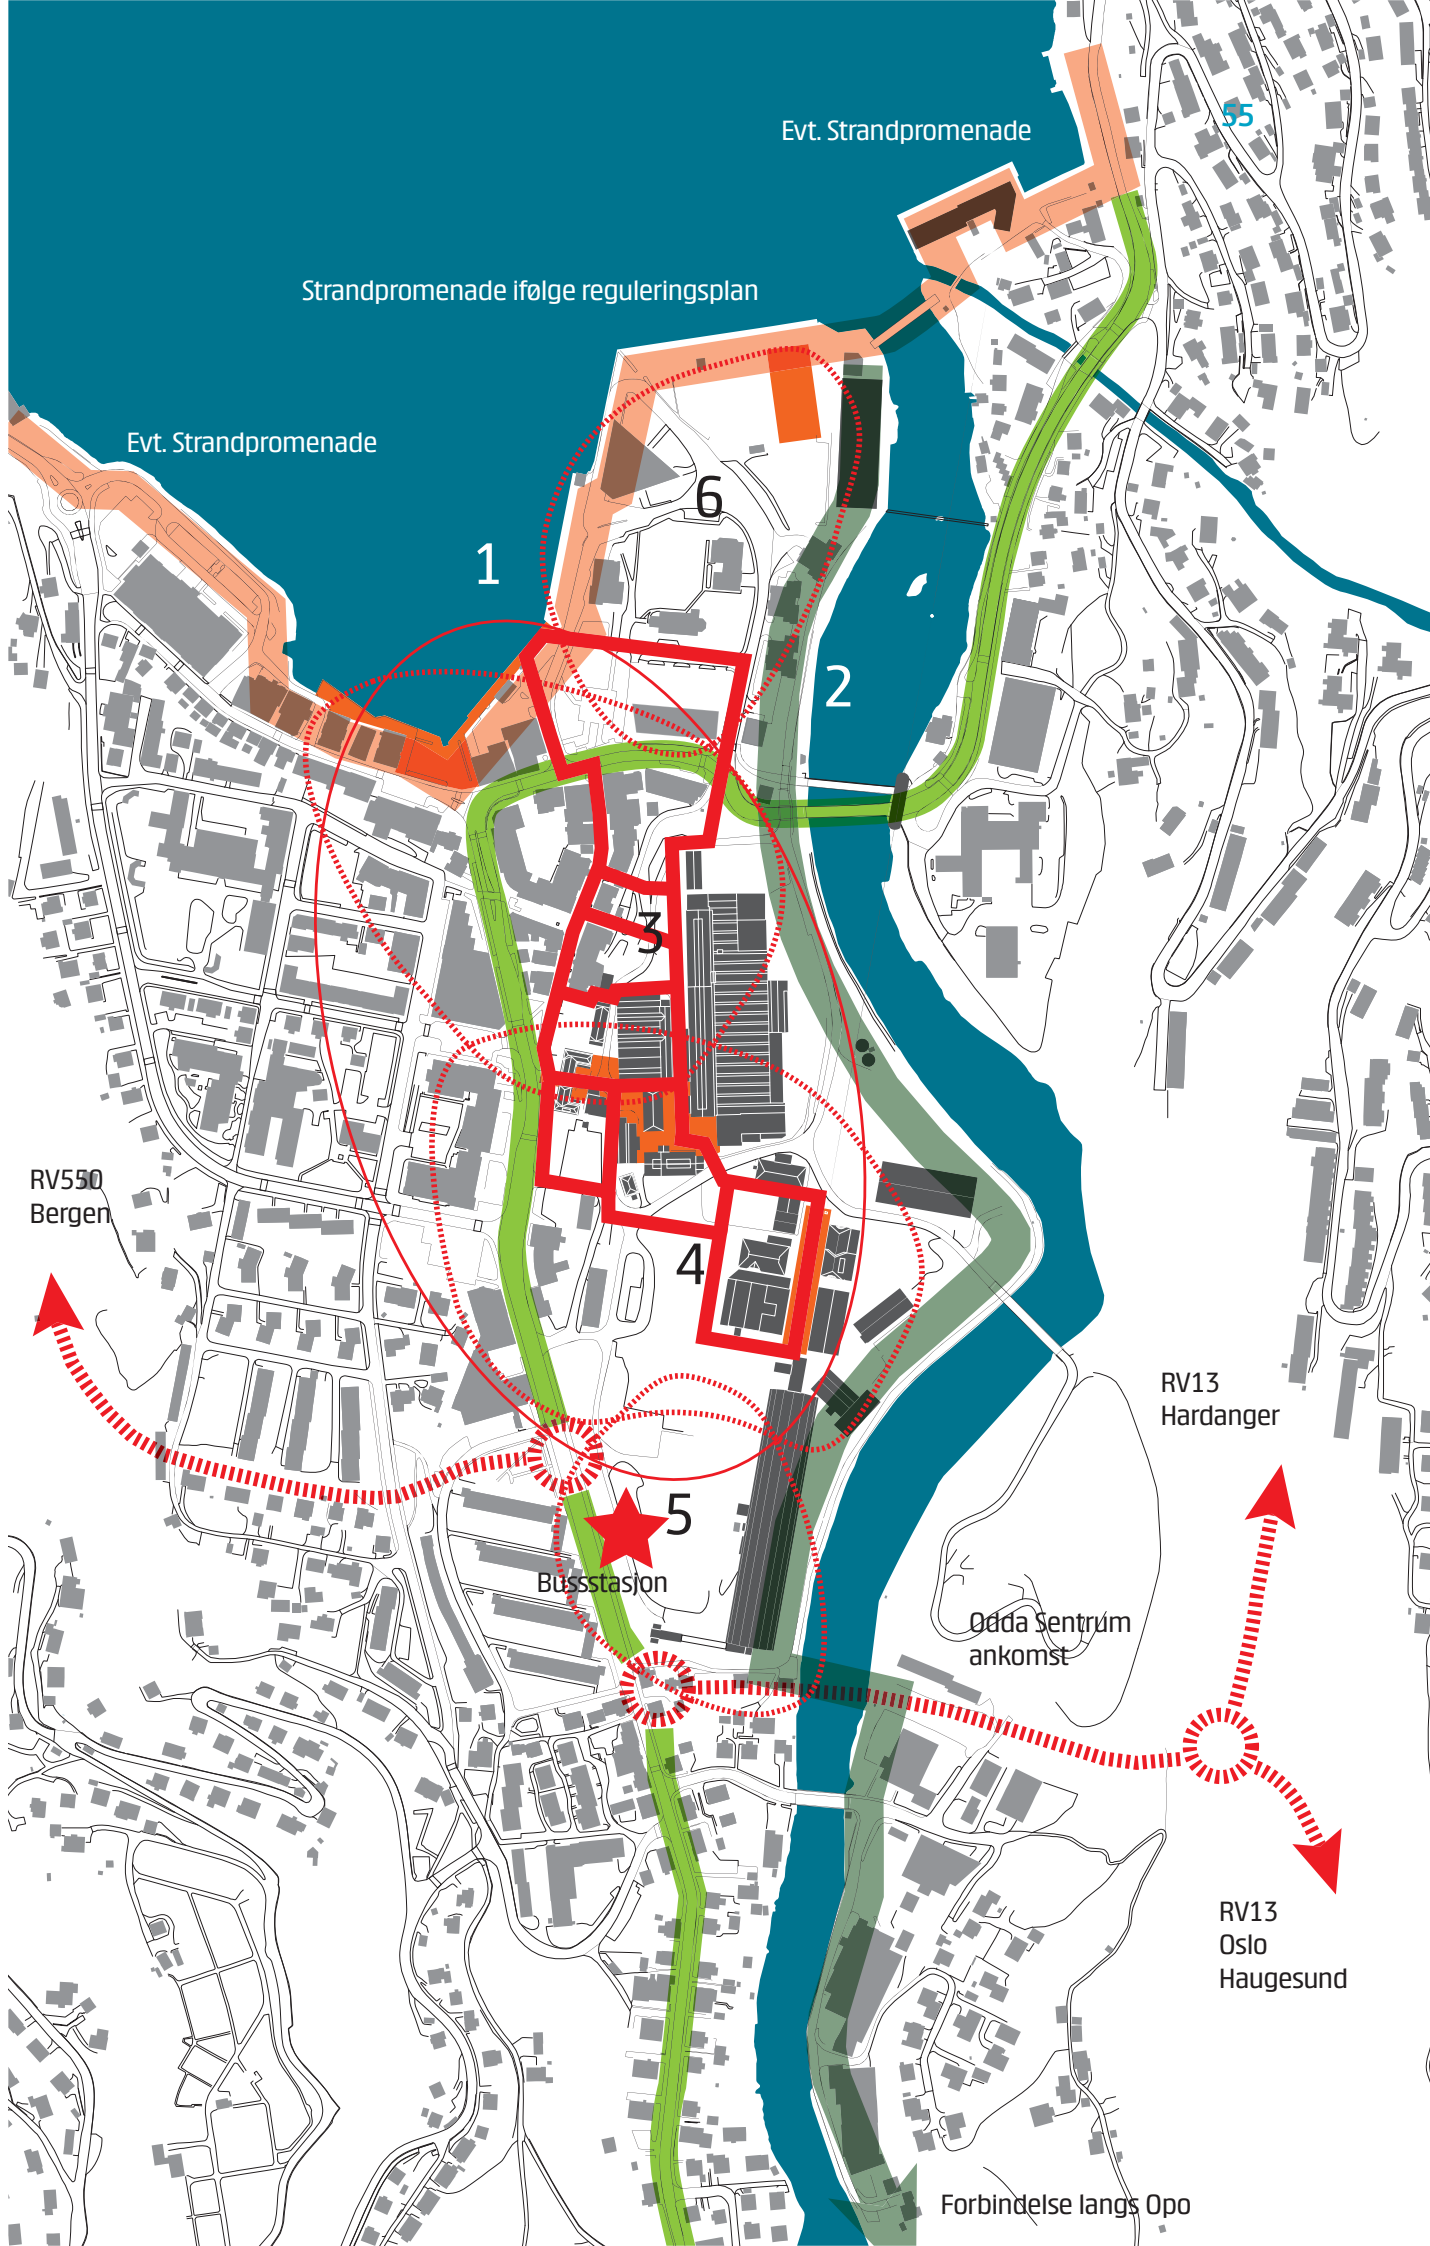 55
Evt. Strandpromenade
Strandpromenade ifølge reguleringsplan
Evt. Strandpromenade
6
1
2
3
RV550
Bergen
4
RV13
Hardanger
5
Bussstasjon
Odda Sentrum
ankomst
RV13
Oslo
Haugesund
Forbindelse langs Opo